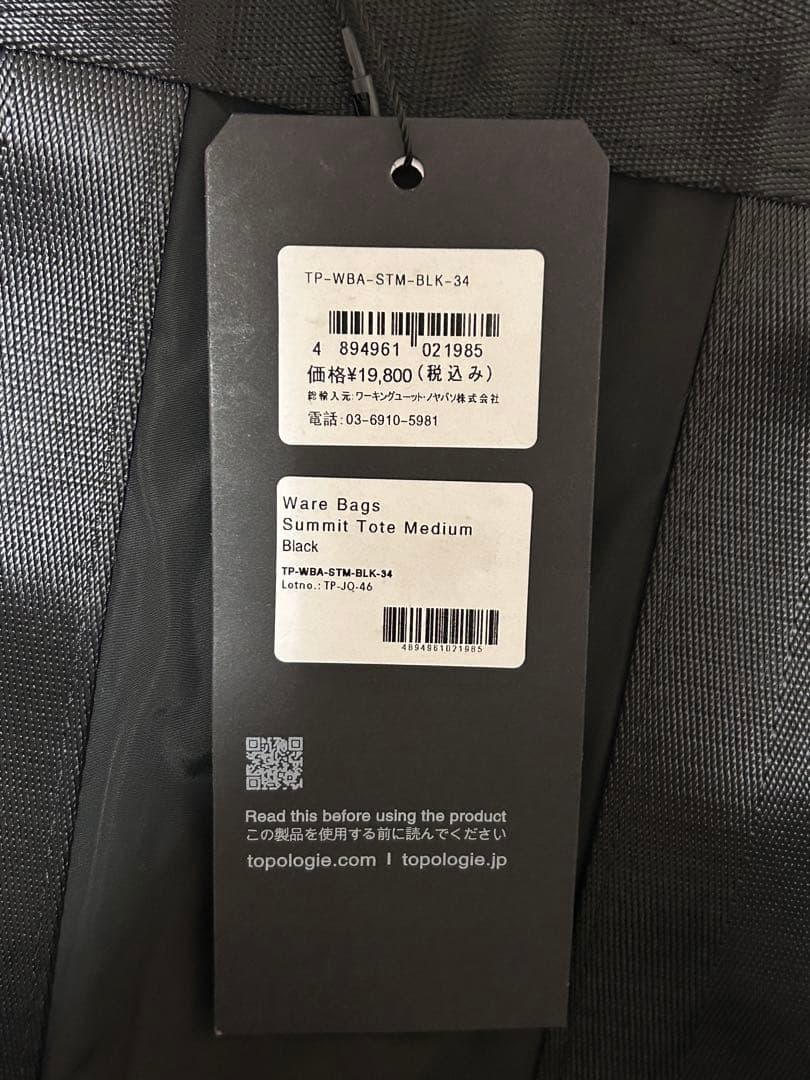 TP-WBA-STM-BLK-34
4 894961 021985
価格¥19,800(税込み)
総輸入元:ワーキングユニット・ジャパン株式会社
電話:03-6910-5981
Ware Bags
Summit Tote Medium
Black
TP-WBA-STM-BLK-34
Lotno.: TP-JQ-46
4894961021985
Read this before using the product
この製品を使用する前に読んでください
topologie.com | topologie.jp